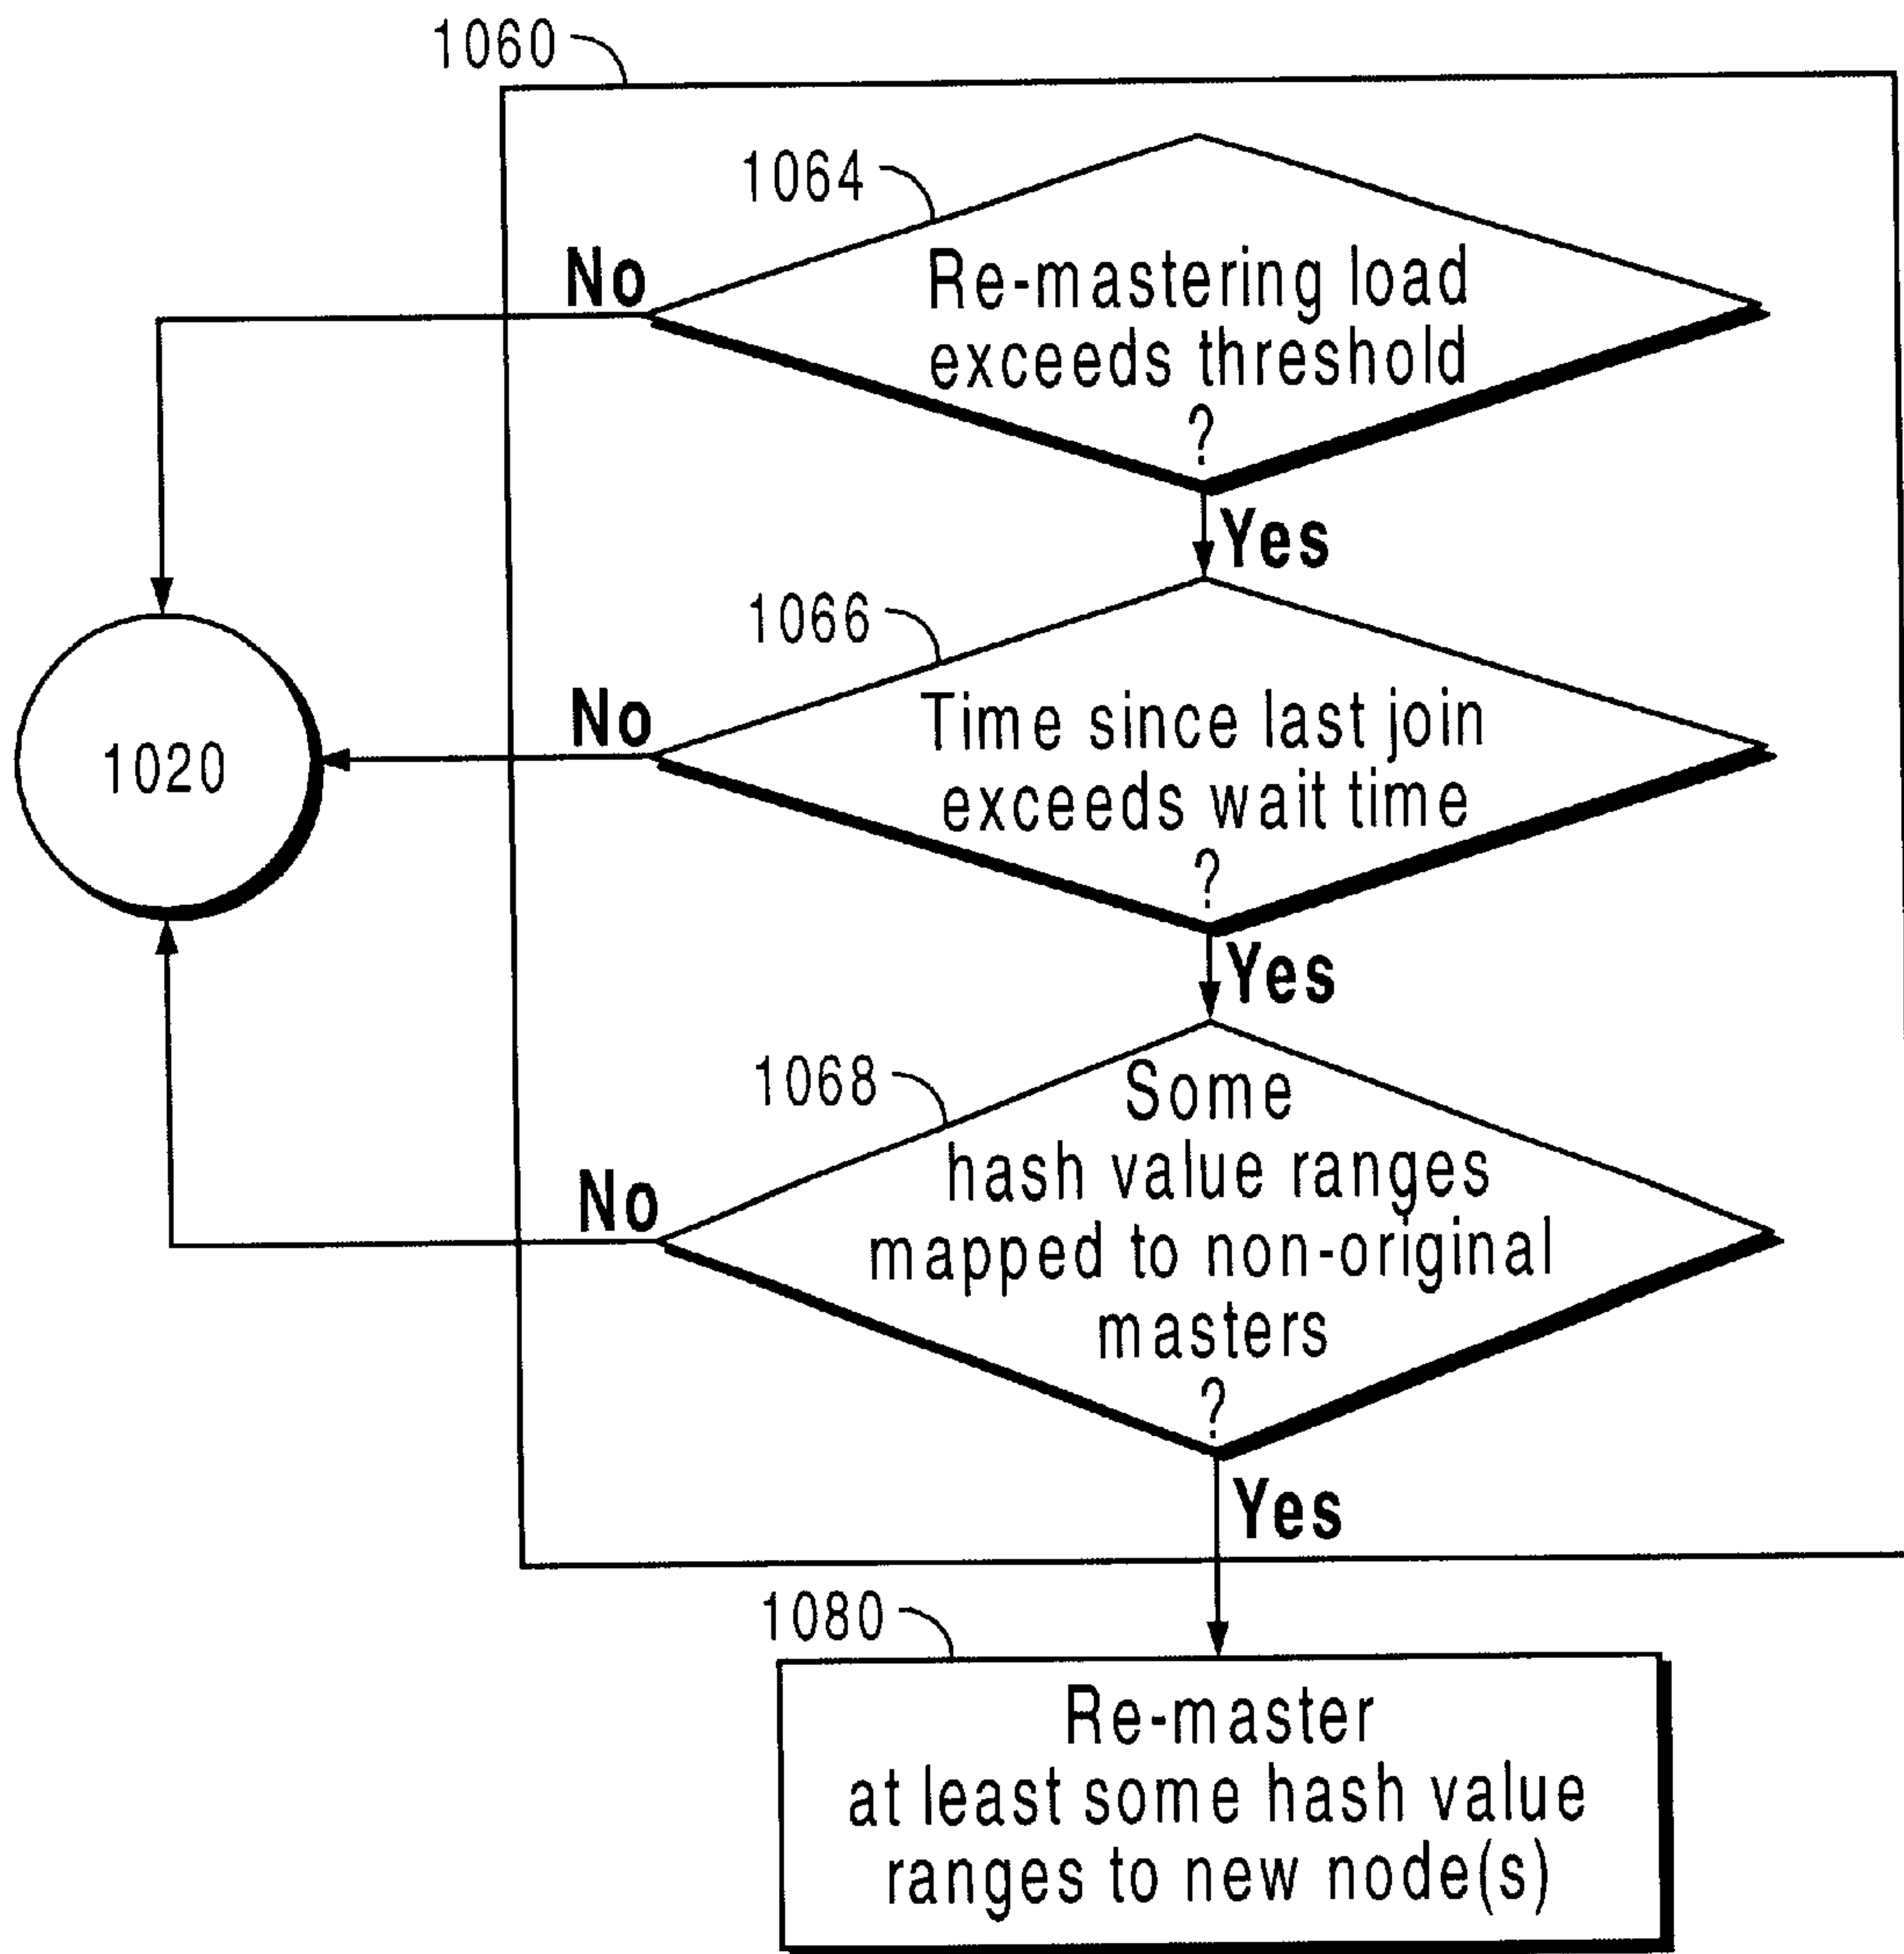 1060
1064
No
Re-mastering load
exceeds threshold
?
Yes
1066
No
Time since last join
exceeds wait time
?
1020
Yes
1068
Some
hash value ranges
No
mapped to non-original
masters
?
Yes
1080
Re-master
at least some hash value
ranges to new node(s)